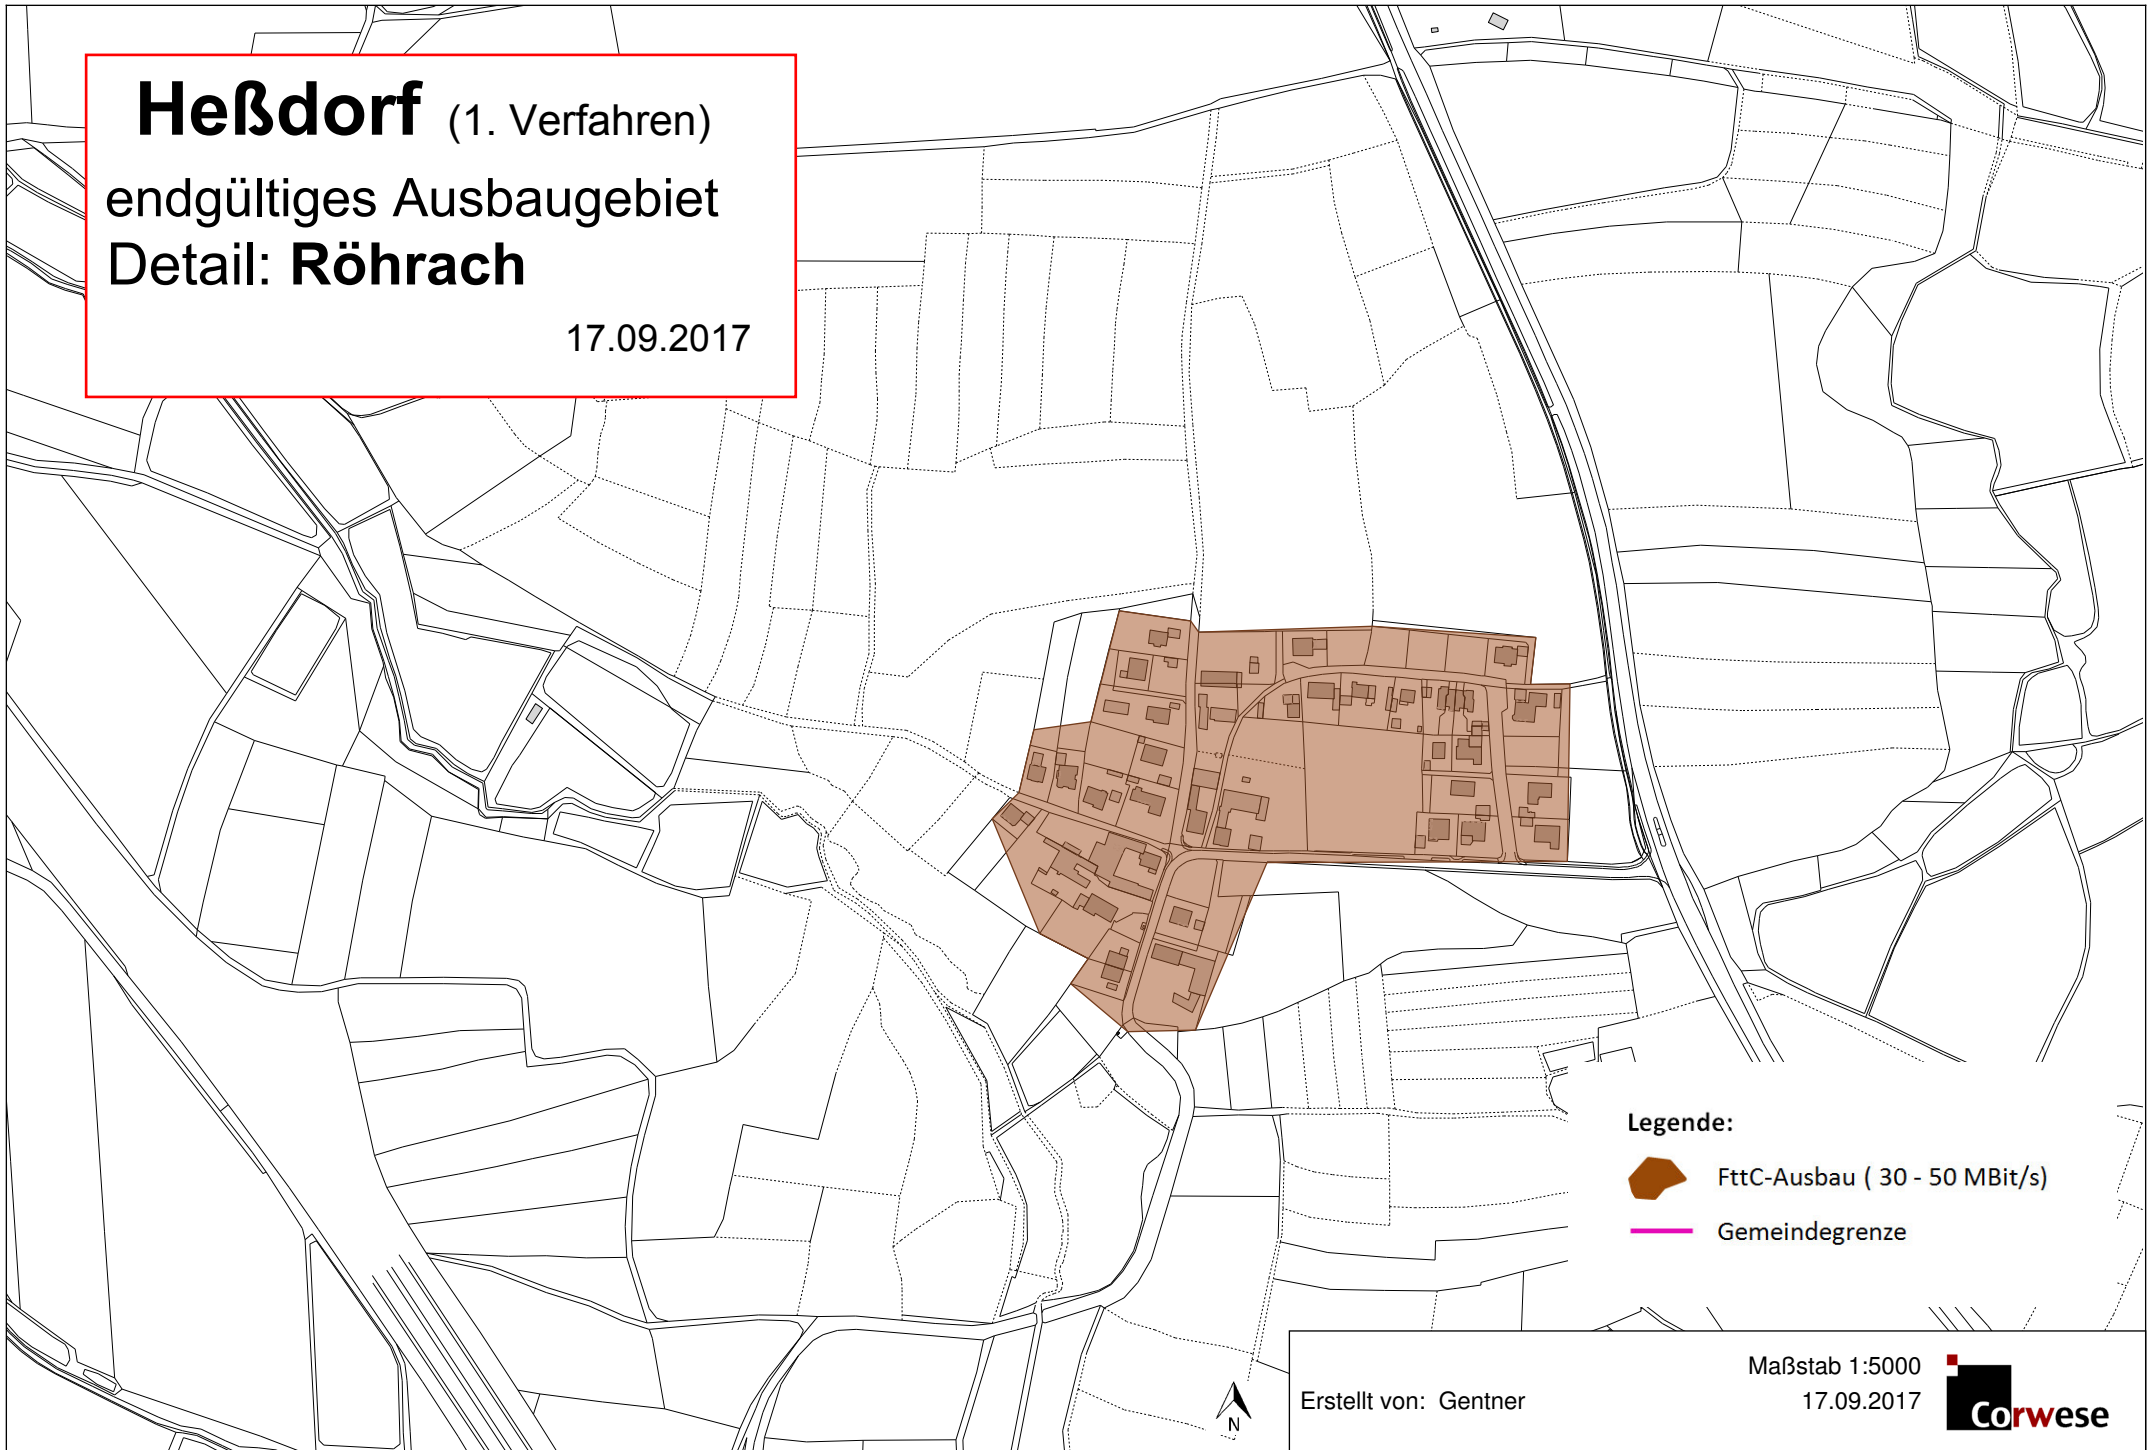 Heßdorf (1. Verfahren)
endgültiges Ausbaugebiet
Detail: Röhrach
17.09.2017
Legende:
FttC-Ausbau ( 30 - 50 MBit/s)
Gemeindegrenze
N
Erstellt von: Gentner
Maßstab 1:5000
17.09.2017
Corwese